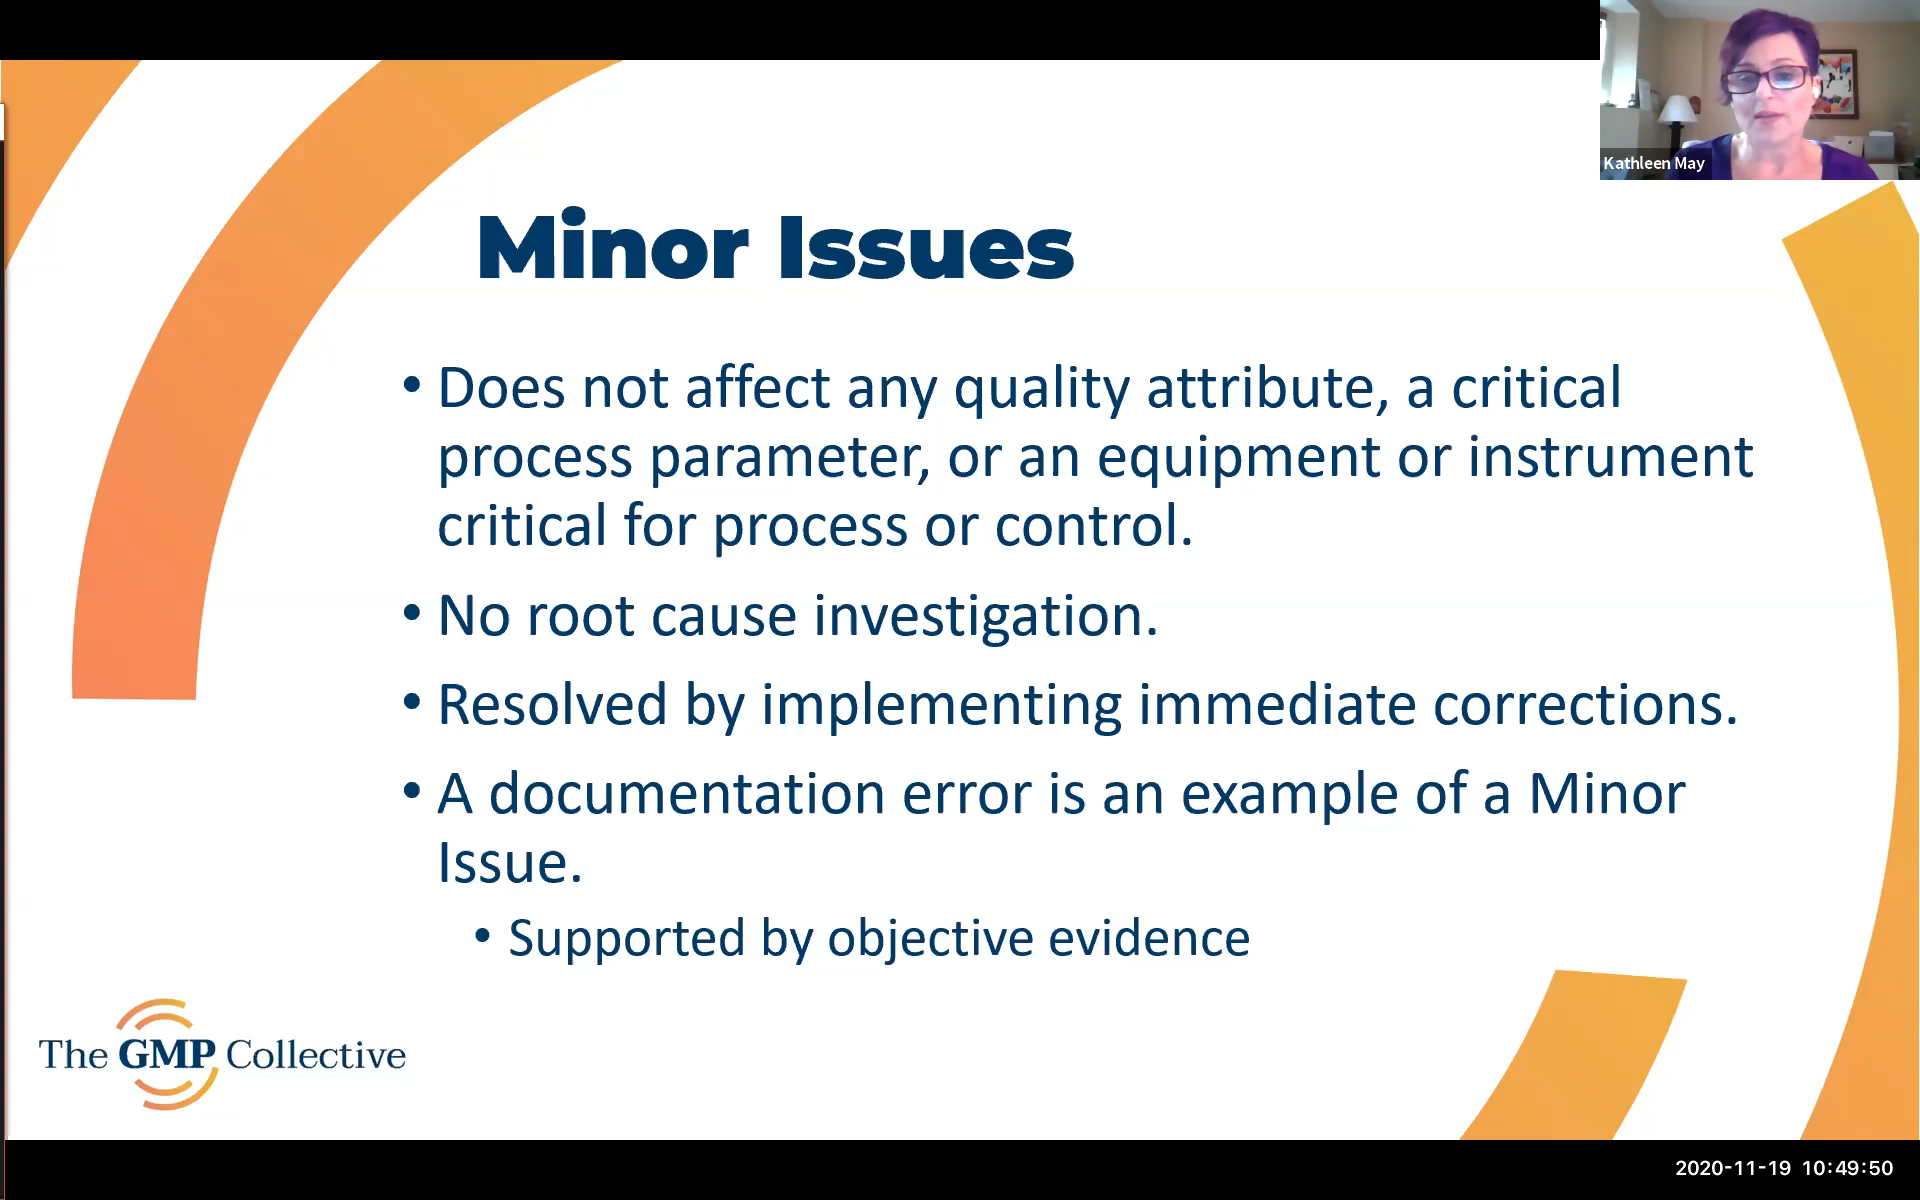 Kathleen May
Minor Issues
• Does not affect any quality attribute, a critical
process parameter, or an equipment or instrument
critical for process or control.
• No root cause investigation.
• Resolved by implementing immediate corrections.
• A documentation error is an example of a Minor
Issue.
• Supported by objective evidence
The GMP Collective
2020-11-19 10:49:50